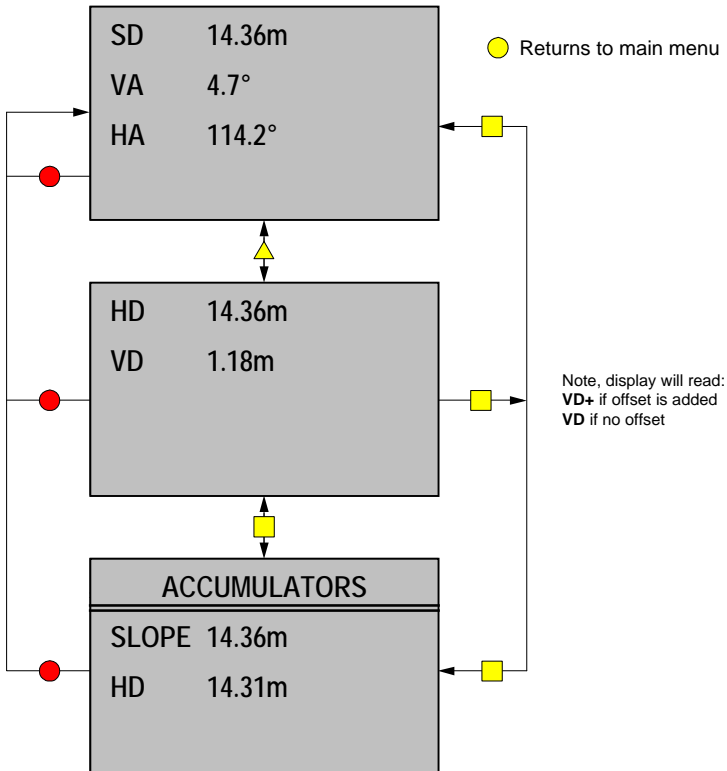 SD 14.36m
VA 4.7°
HA 114.2°
Returns to main menu
HD 14.36m
VD 1.18m
Note, display will read:
VD+ if offset is added
VD if no offset
ACCUMULATORS
SLOPE 14.36m
HD 14.31m